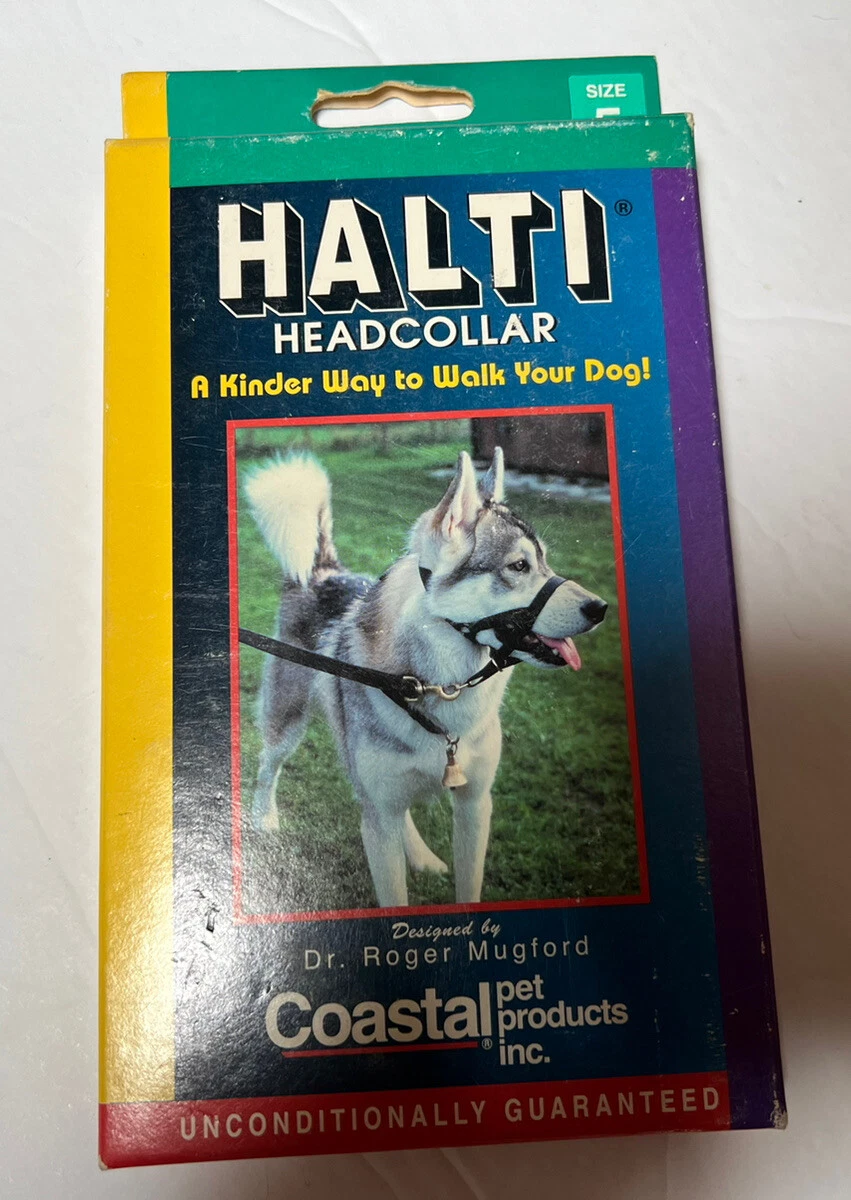 SIZE
HALTI®
HEADCOLLAR
A Kinder Way to Walk Your Dog!
Designed by
Dr. Roger Mugford
Coastal® pet
products
inc.
UNCONDITIONALLY GUARANTEED